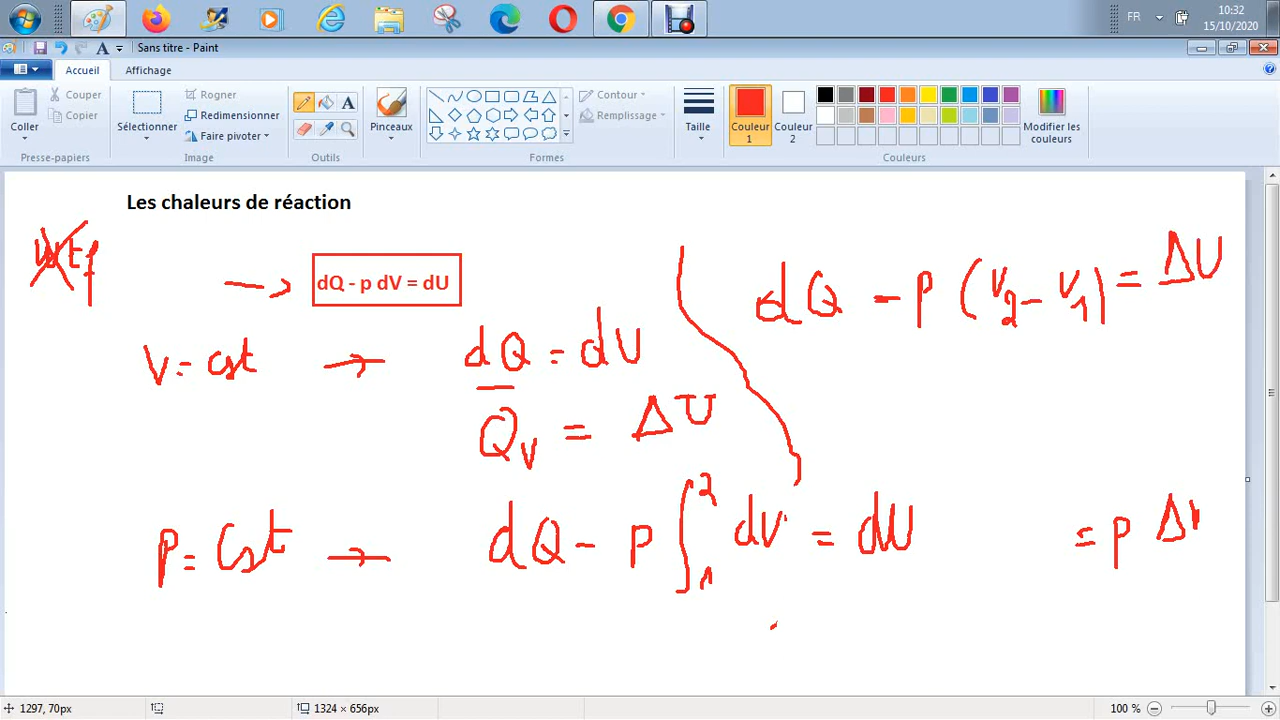 FR
10:32
15/10/2020
Sans titre - Paint
Accueil
Affichage
Coller
Couper
Copier
Presse-papiers
Sélectionner
Rogner
Redimensionner
Faire pivoter
Image
Outils
Pinceaux
Contour
Remplissage
Formes
Taille
Couleur 1
Couleur 2
Modifier les couleurs
Couleurs
Les chaleurs de réaction
→ dQ - p dV = dU
V = cst → dQ = dU
Q_V = ΔU
p = Cst → dQ - p ∫₁² dV = dU
dQ - p (V₂ - V₁) = ΔU
= p Δ
1297, 70px
1324 × 656px
100 %